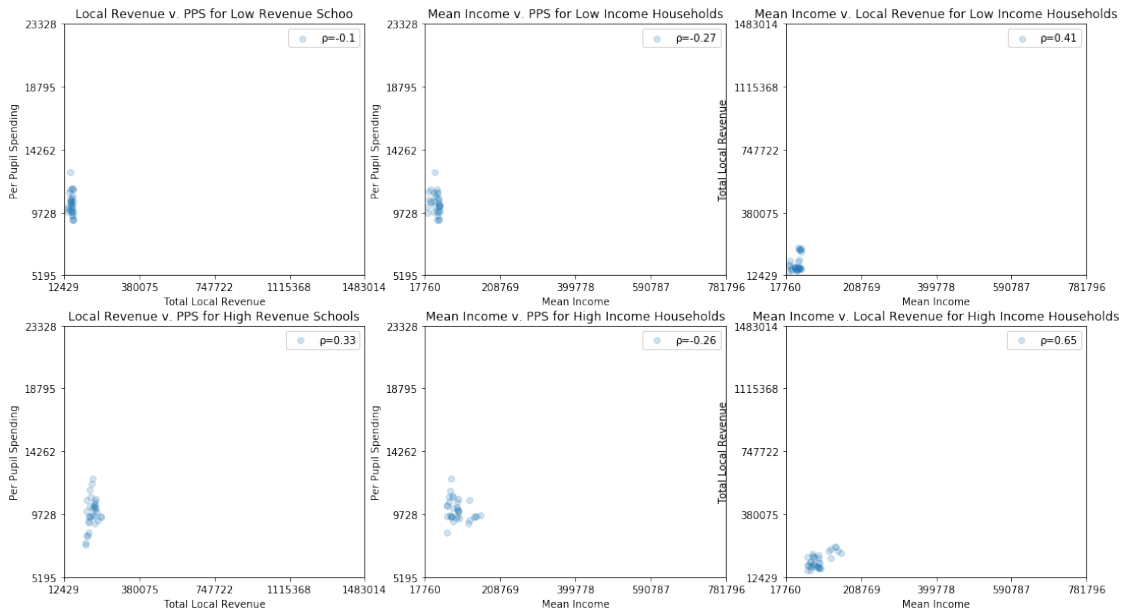 Local Revenue v. PPS for Low Revenue Schoo
23328
18795
14262
9728
5195
Per Pupil Spending
ρ=-0.1
12429 380075 747722 1115368 1483014
Total Local Revenue
Mean Income v. PPS for Low Income Households
23328
18795
14262
9728
5195
Per Pupil Spending
ρ=-0.27
17760 208769 399778 590787 781796
Mean Income
Mean Income v. Local Revenue for Low Income Households
1483014
1115368
747722
380075
12429
Total Local Revenue
ρ=0.41
17760 208769 399778 590787 781796
Mean Income
Local Revenue v. PPS for High Revenue Schools
23328
18795
14262
9728
5195
Per Pupil Spending
ρ=0.33
12429 380075 747722 1115368 1483014
Total Local Revenue
Mean Income v. PPS for High Income Households
23328
18795
14262
9728
5195
Per Pupil Spending
ρ=-0.26
17760 208769 399778 590787 781796
Mean Income
Mean Income v. Local Revenue for High Income Households
1483014
1115368
747722
380075
12429
Total Local Revenue
ρ=0.65
17760 208769 399778 590787 781796
Mean Income